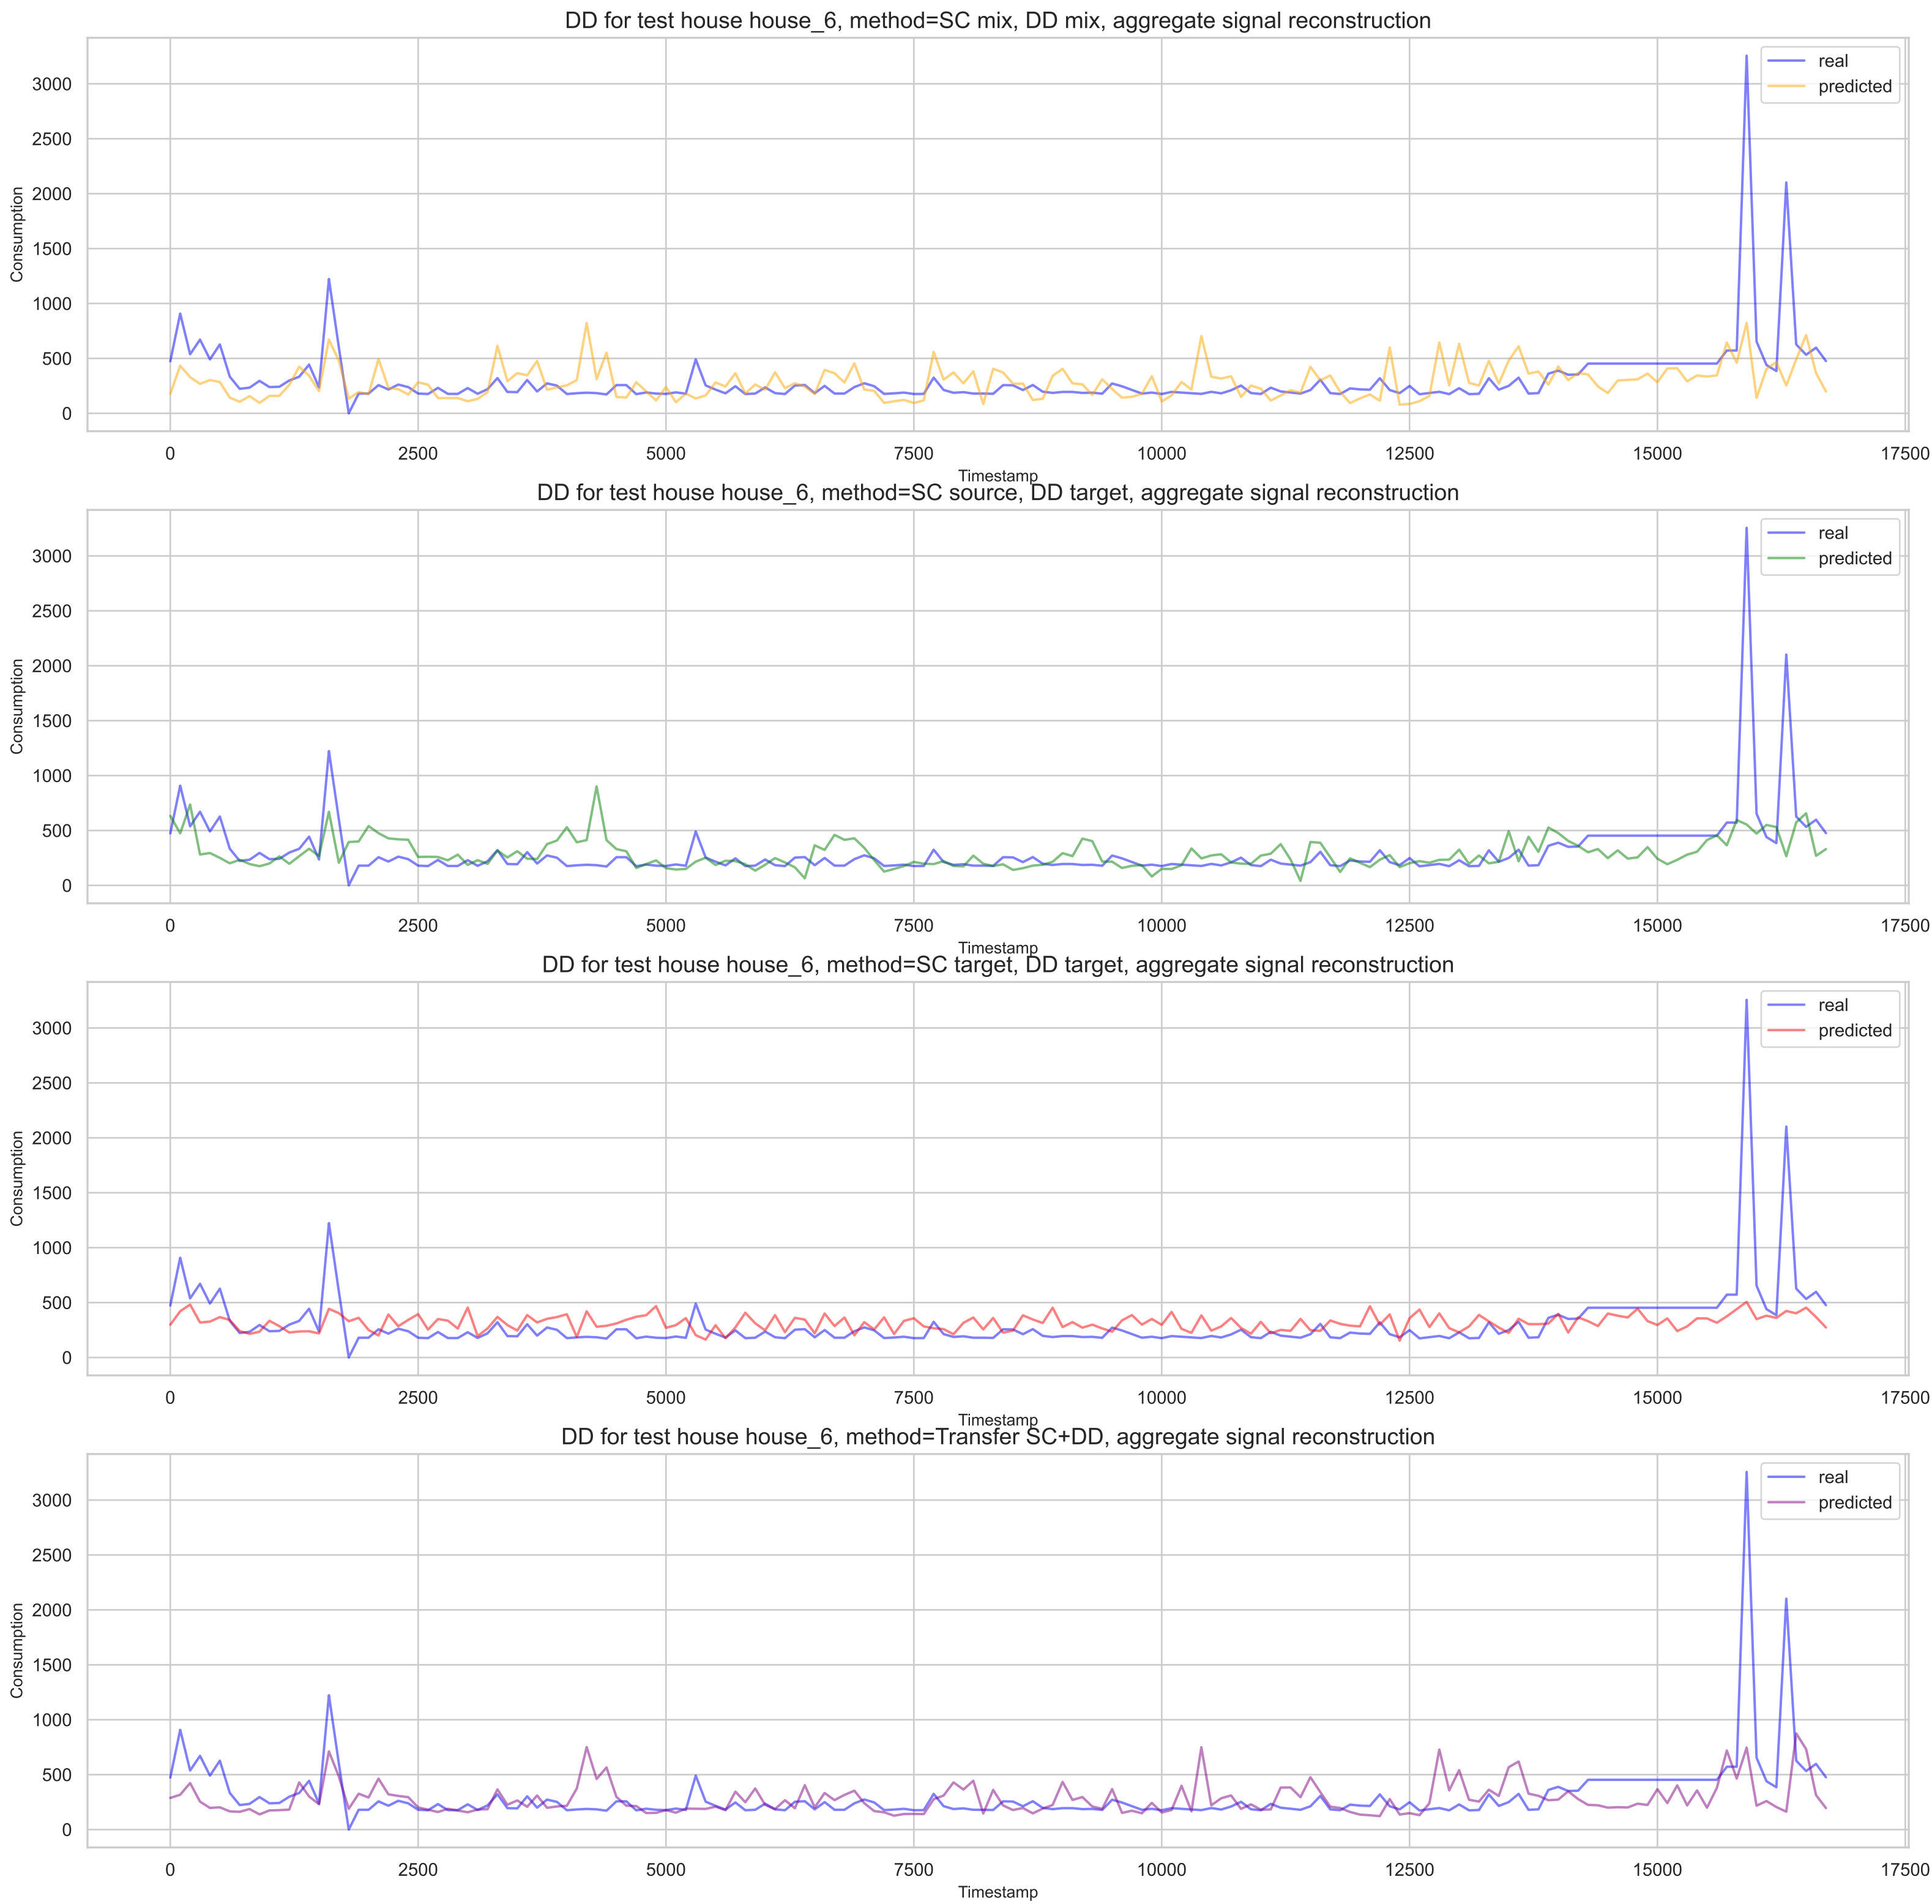 DD for test house house_6, method=SC mix, DD mix, aggregate signal reconstruction
real
predicted
Consumption
3000
2500
2000
1500
1000
500
0
0 2500 5000 7500 10000 12500 15000 17500
Timestamp
DD for test house house_6, method=SC source, DD target, aggregate signal reconstruction
real
predicted
Consumption
3000
2500
2000
1500
1000
500
0
0 2500 5000 7500 10000 12500 15000 17500
Timestamp
DD for test house house_6, method=SC target, DD target, aggregate signal reconstruction
real
predicted
Consumption
3000
2500
2000
1500
1000
500
0
0 2500 5000 7500 10000 12500 15000 17500
Timestamp
DD for test house house_6, method=Transfer SC+DD, aggregate signal reconstruction
real
predicted
Consumption
3000
2500
2000
1500
1000
500
0
0 2500 5000 7500 10000 12500 15000 17500
Timestamp